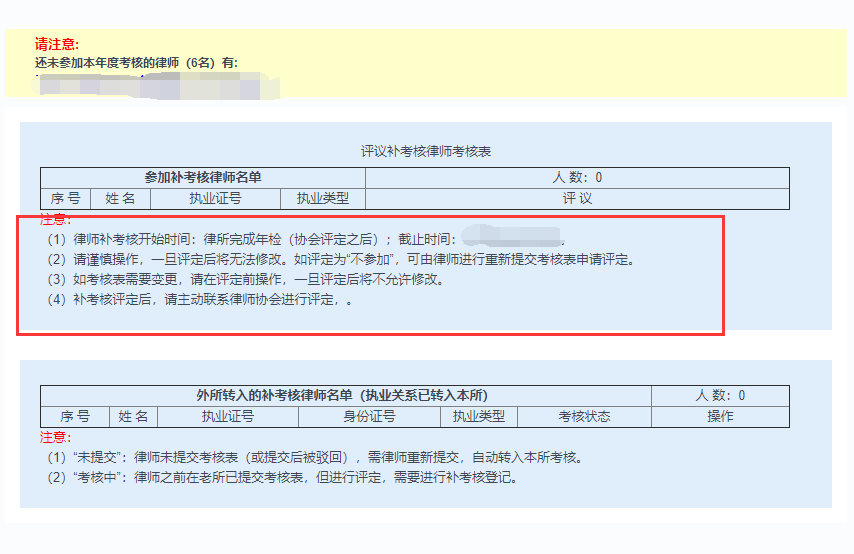 请注意:
还未参加本年度考核的律师（6名）有:
评议补考核律师考核表
参加补考核律师名单 人 数：0
序 号 姓 名 执业证号 执业类型 评 议
注意:
（1）律师补考核开始时间：律所完成年检（协会评定之后）；截止时间：
（2）请谨慎操作，一旦评定后将无法修改。如评定为“不参加”，可由律师进行重新提交考核表申请评定。
（3）如考核表需要变更，请在评定前操作，一旦评定后将不允许修改。
（4）补考核评定后，请主动联系律师协会进行评定，。
外所转入的补考核律师名单（执业关系已转入本所） 人 数：0
序 号 姓 名 执业证号 身份证号 执业类型 考核状态 操作
注意:
（1）“未提交”：律师未提交考核表（或提交后被驳回），需律师重新提交，自动转入本所考核。
（2）“考核中”：律师之前在老所已提交考核表，但进行评定，需要进行补考核登记。